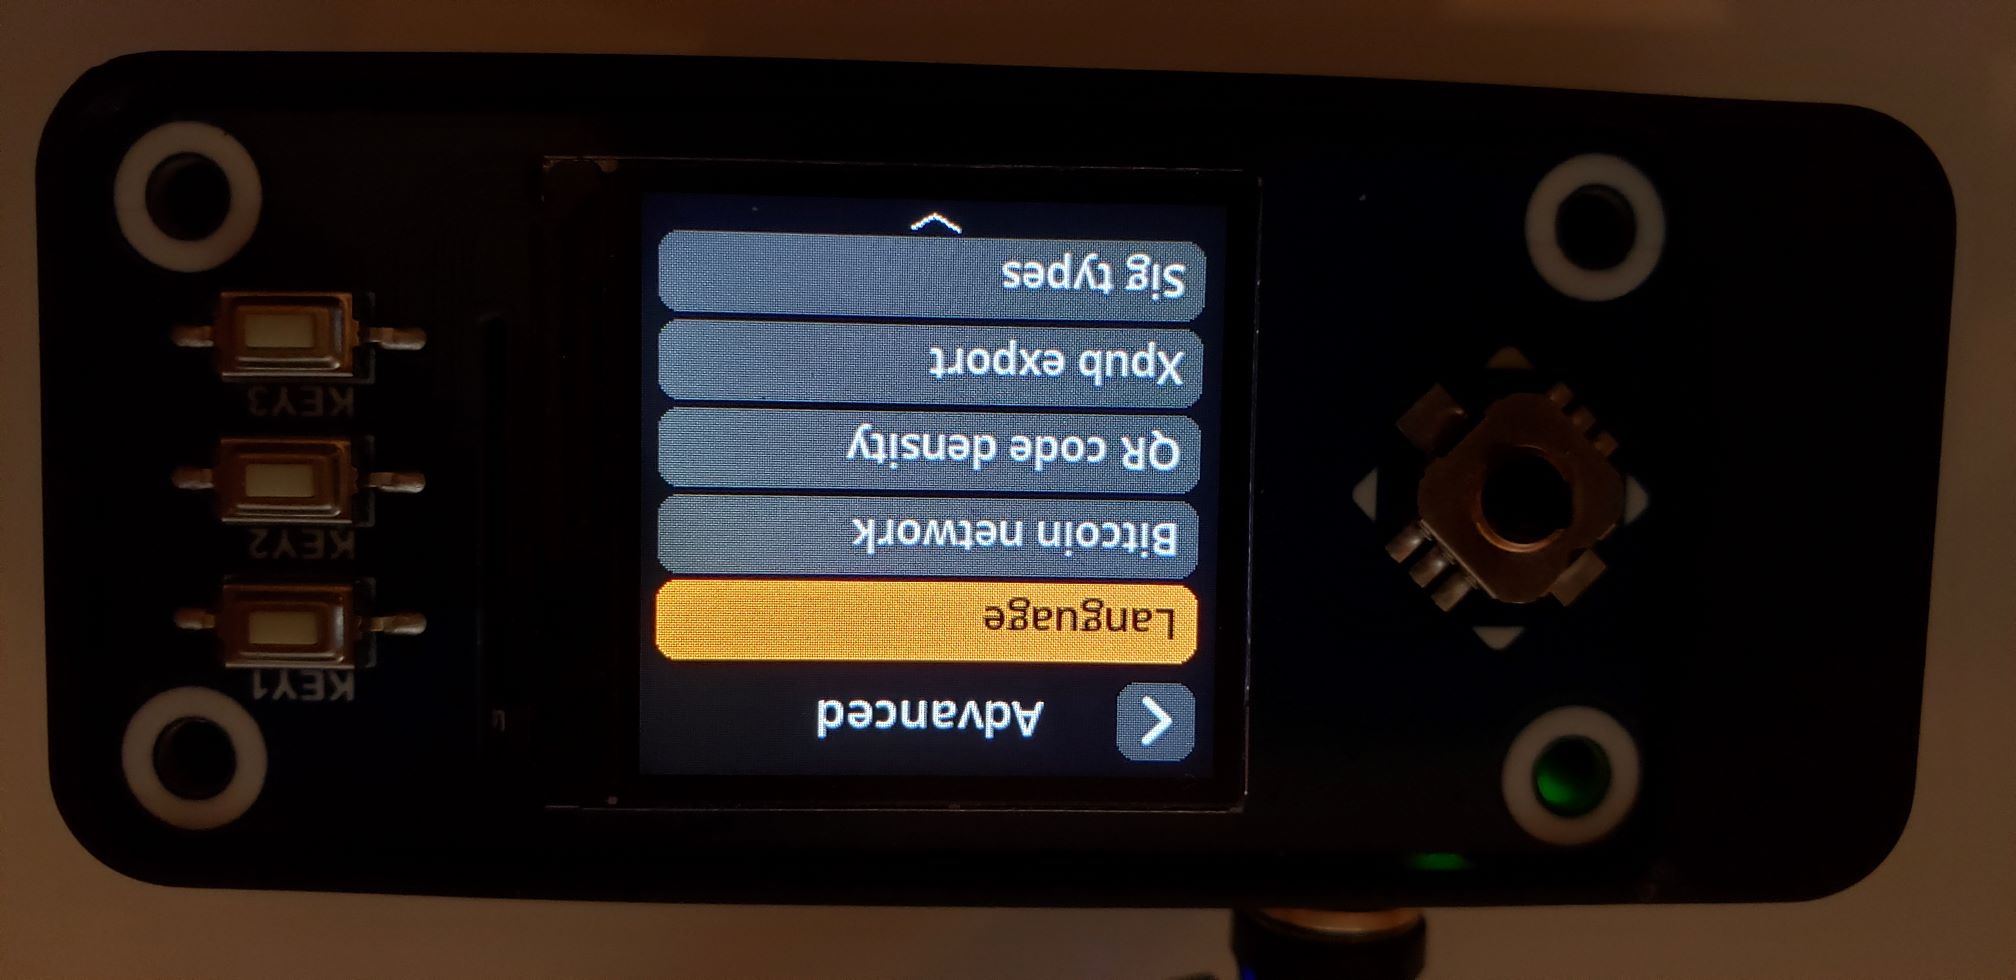 Advanced
Language
Bitcoin network
QR code density
Xpub export
Sig types
KEY1
KEY2
KEY3